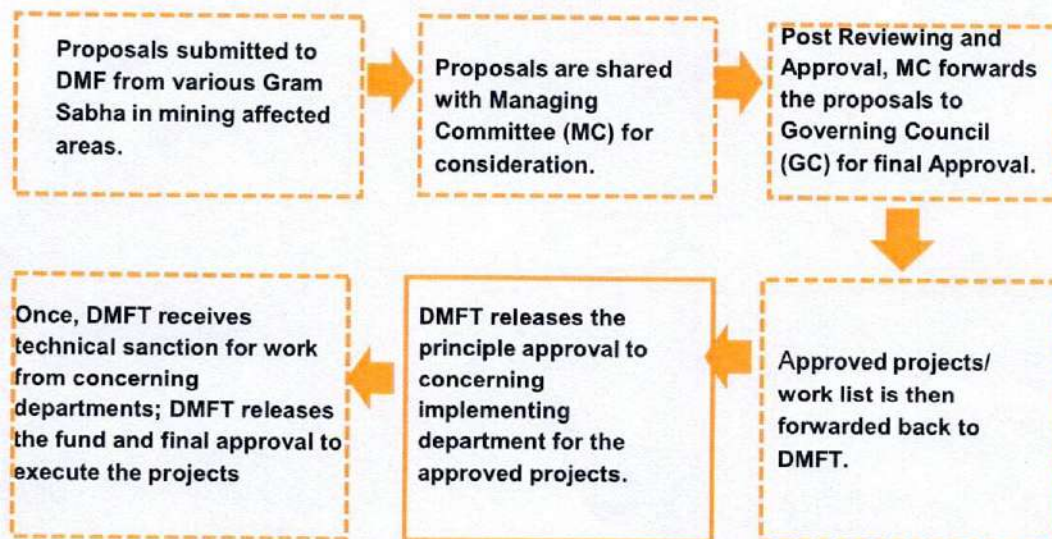 Proposals submitted to
DMF from various Gram
Sabha in mining affected
areas.
Proposals are shared
with Managing
Committee (MC) for
consideration.
Post Reviewing and
Approval, MC forwards
the proposals to
Governing Council
(GC) for final Approval.
Approved projects/
work list is then
forwarded back to
DMFT.
DMFT releases the
principle approval to
concerning
implementing
department for the
approved projects.
Once, DMFT receives
technical sanction for work
from concerning
departments; DMFT releases
the fund and final approval to
execute the projects